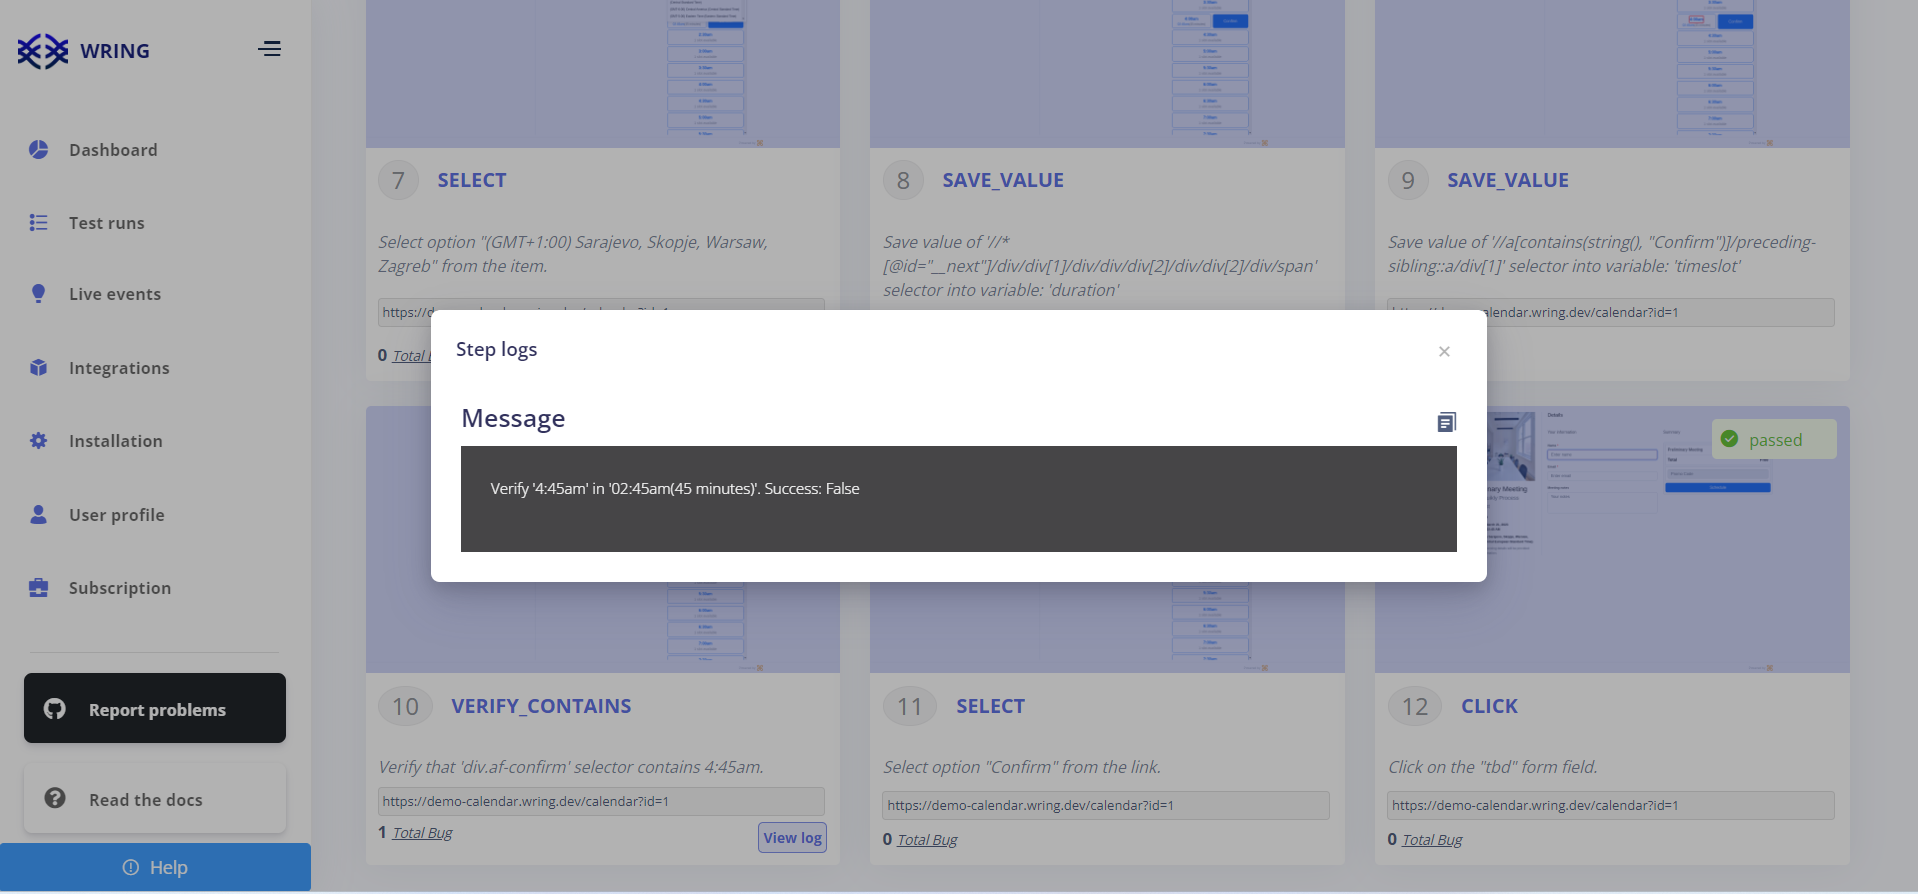 WRING
Dashboard
Test runs
Live events
Integrations
Installation
User profile
Subscription
Report problems
Read the docs
Help
7 SELECT
Select option "(GMT+1:00) Sarajevo, Skopje, Warsaw,
Zagreb" from the item.
https://d
0 Total
8 SAVE_VALUE
Save value of '//*
[@id="__next"]/div/div[1]/div/div/div[2]/div/div[2]/div/span'
selector into variable: 'duration'
9 SAVE_VALUE
Save value of '//a[contains(string(), "Confirm")]/preceding-
sibling::a/div[1]' selector into variable: 'timeslot'
alendar.wring.dev/calendar?id=1
Step logs
×
Message
Verify '4:45am' in '02:45am(45 minutes)'. Success: False
passed
10 VERIFY_CONTAINS
Verify that 'div.af-confirm' selector contains 4:45am.
https://demo-calendar.wring.dev/calendar?id=1
1 Total Bug
View log
11 SELECT
Select option "Confirm" from the link.
https://demo-calendar.wring.dev/calendar?id=1
0 Total Bug
12 CLICK
Click on the "tbd" form field.
https://demo-calendar.wring.dev/calendar?id=1
0 Total Bug